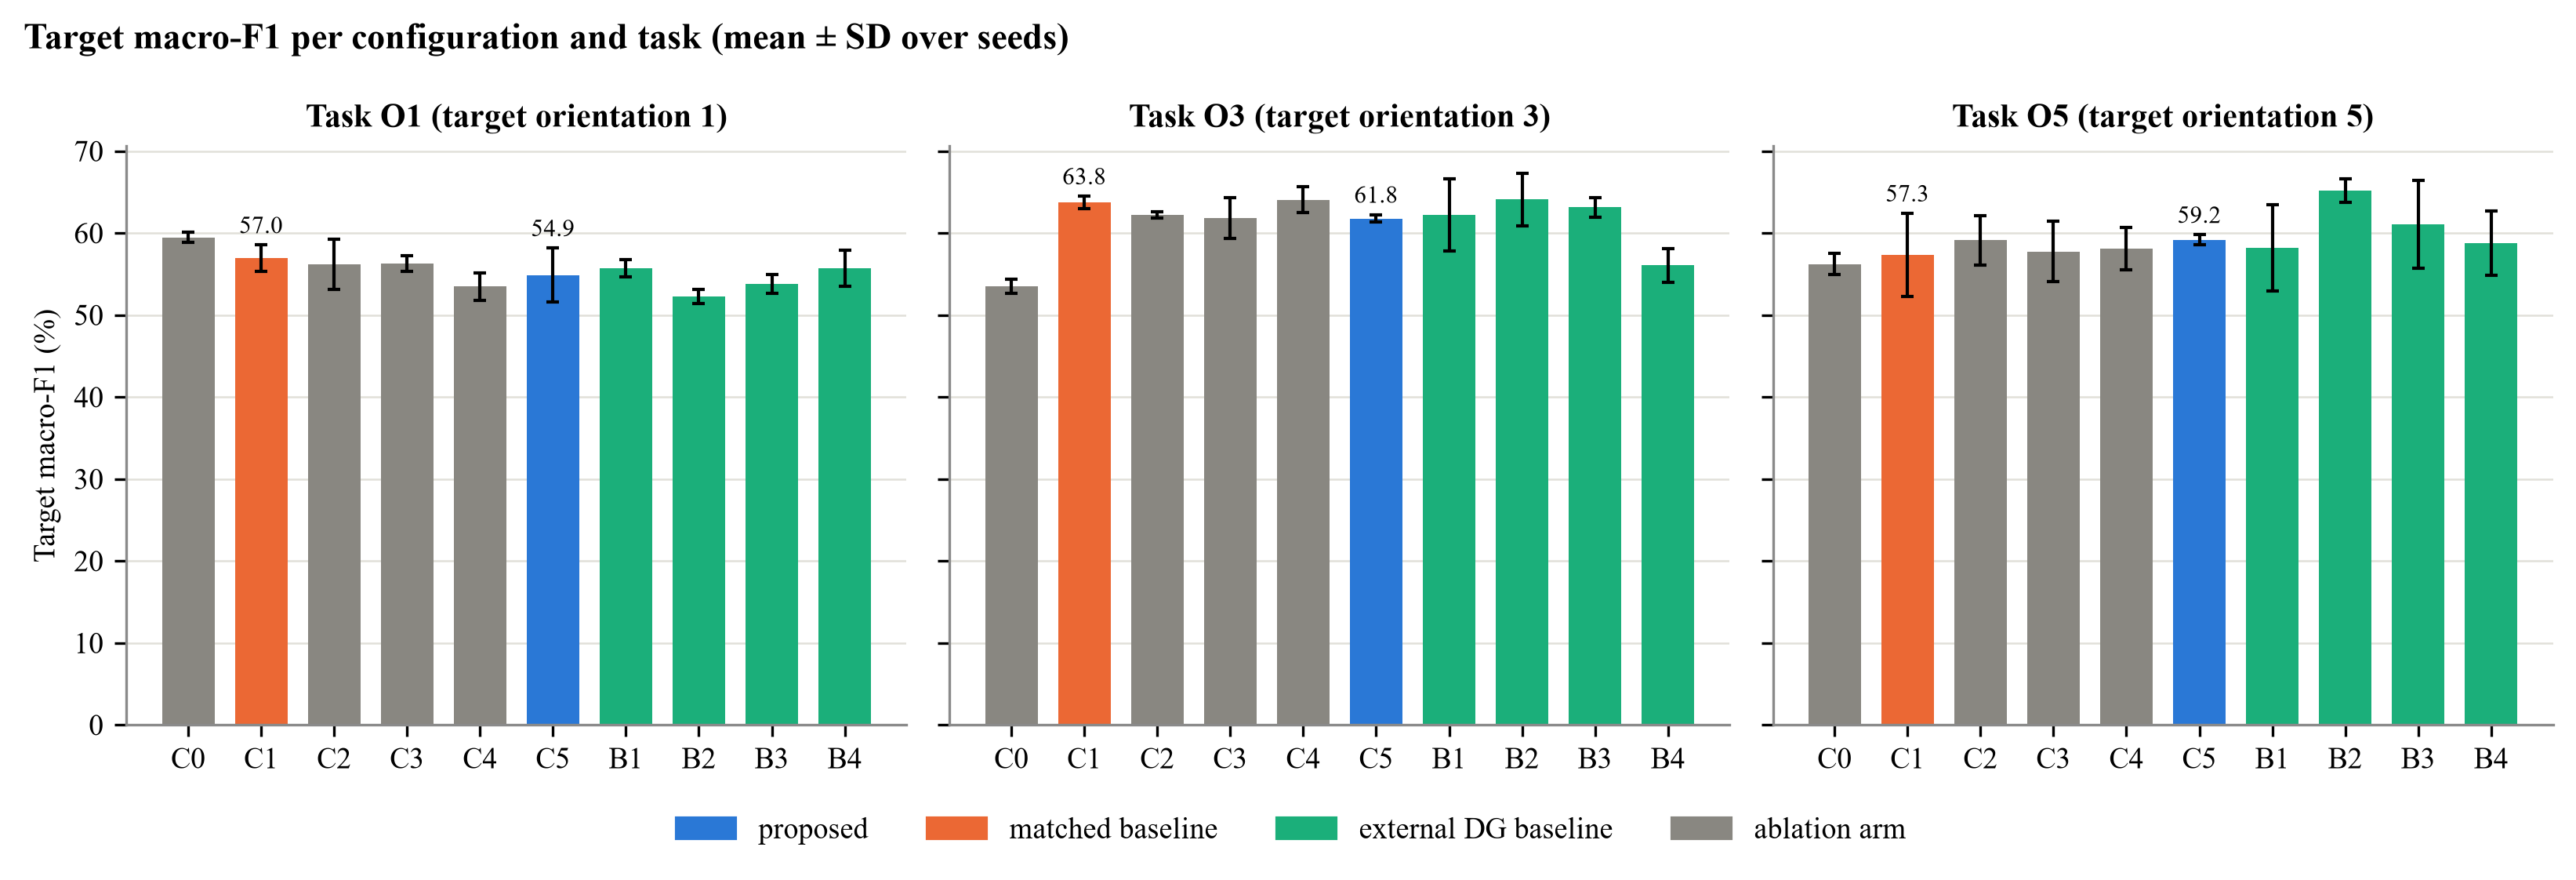 Target macro-F1 per configuration and task (mean ± SD over seeds)
Task O1 (target orientation 1)
Task O3 (target orientation 3)
Task O5 (target orientation 5)
Target macro-F1 (%)
70
60
50
40
30
20
10
0
57.0
54.9
63.8
61.8
57.3
59.2
C0 C1 C2 C3 C4 C5 B1 B2 B3 B4
C0 C1 C2 C3 C4 C5 B1 B2 B3 B4
C0 C1 C2 C3 C4 C5 B1 B2 B3 B4
proposed matched baseline external DG baseline ablation arm